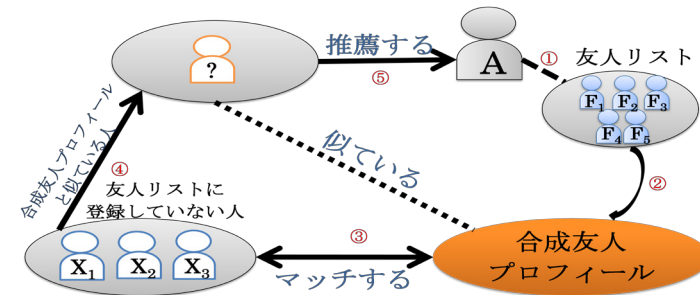 推薦する
?
⑤
A
①
友人リスト
F1 F2 F3
F4 F5
②
合成友人プロフィール
と似ている人
④
似ている
友人リストに
登録していない人
X1 X2 X3
③
マッチする
合成友人
プロフィール